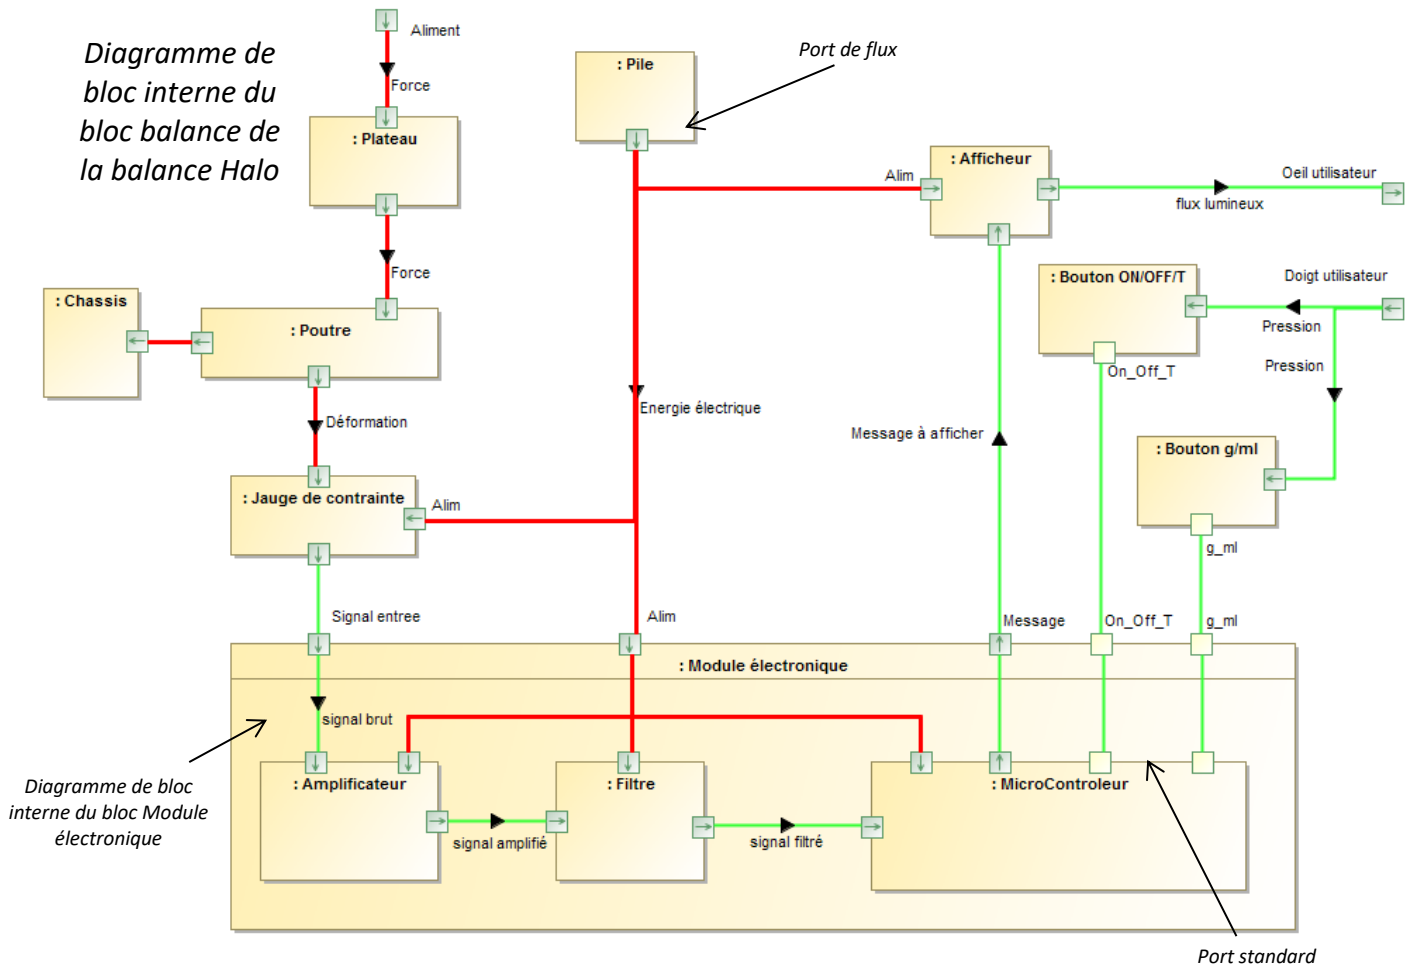 Diagramme de
bloc interne du
bloc balance de
la balance Halo
Aliment
Force
: Plateau
Force
: Chassis
: Poutre
Déformation
: Jauge de contrainte
Alim
Signal entree
: Pile
Port de flux
Alim
: Afficheur
flux lumineux
Oeil utilisateur
: Bouton ON/OFF/T
Doigt utilisateur
Pression
Pression
On_Off_T
Energie électrique
Message à afficher
: Bouton g/ml
g_ml
Alim
Message
On_Off_T
g_ml
: Module électronique
signal brut
: Amplificateur
: Filtre
: MicroControleur
signal amplifié
signal filtré
Diagramme de bloc
interne du bloc Module
électronique
Port standard